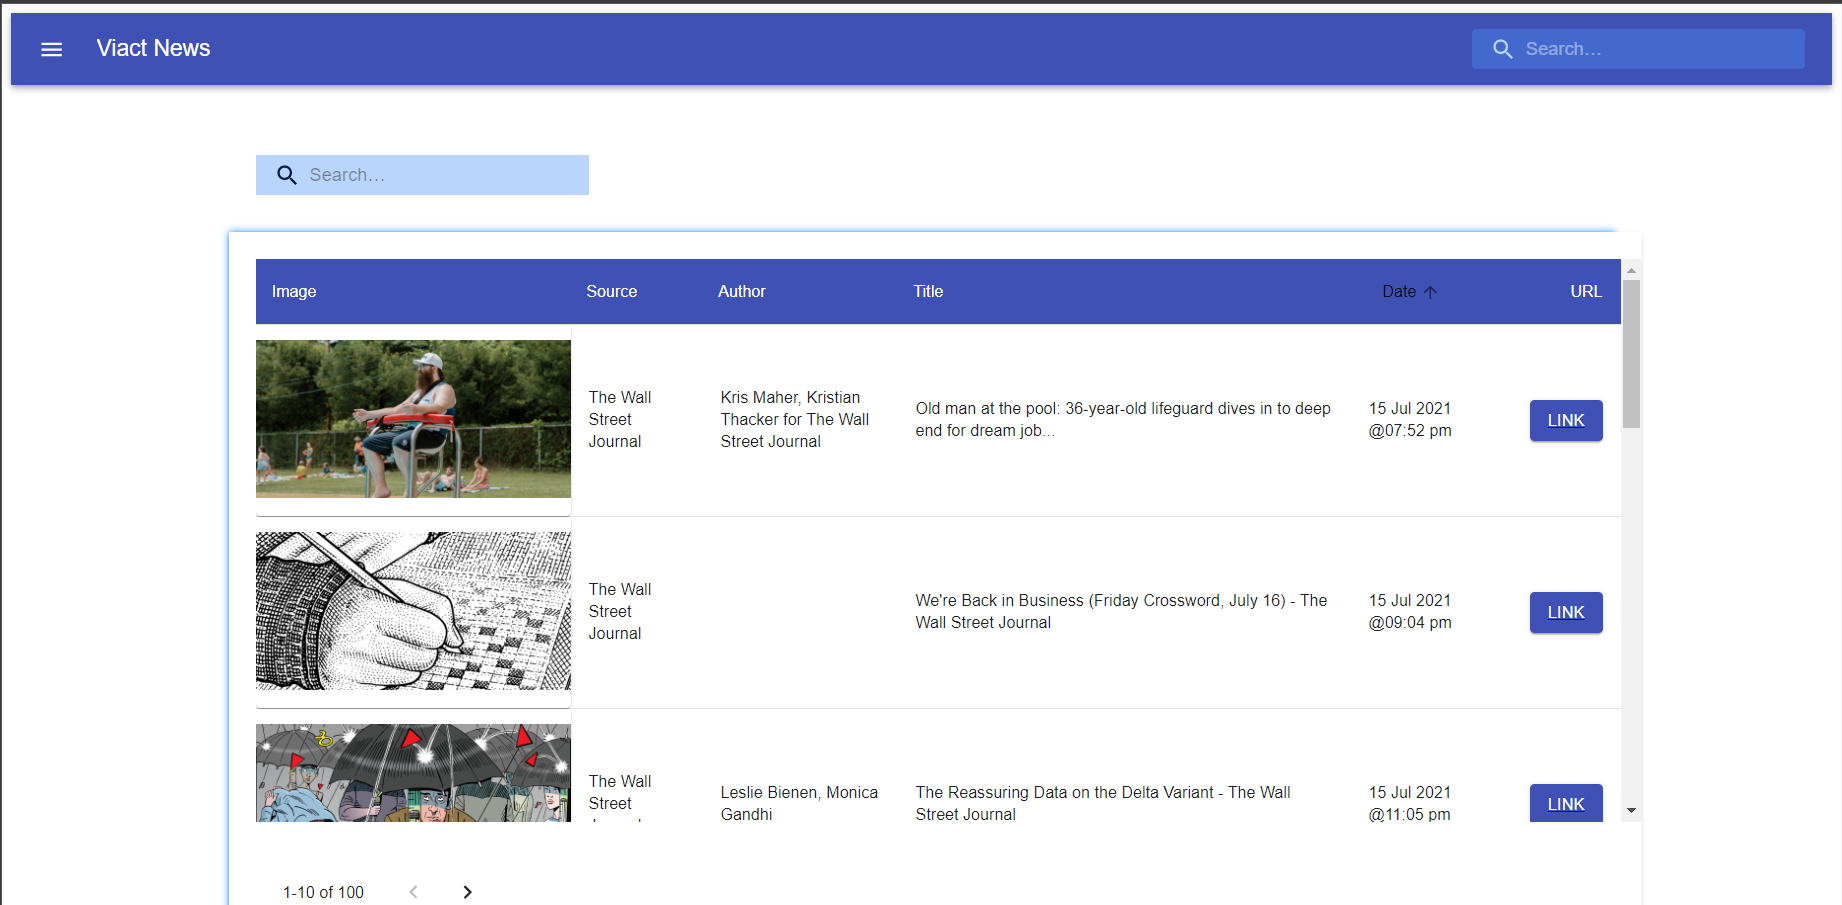 Viact News
Search...
Search...
Image
Source
Author
Title
Date
URL
The Wall
Street
Journal
Kris Maher, Kristian
Thacker for The Wall
Street Journal
Old man at the pool: 36-year-old lifeguard dives in to deep
end for dream job...
15 Jul 2021
@07:52 pm
LINK
The Wall
Street
Journal
We're Back in Business (Friday Crossword, July 16) - The
Wall Street Journal
15 Jul 2021
@09:04 pm
LINK
The Wall
Street
Leslie Bienen, Monica
Gandhi
The Reassuring Data on the Delta Variant - The Wall
Street Journal
15 Jul 2021
@11:05 pm
LINK
1-10 of 100